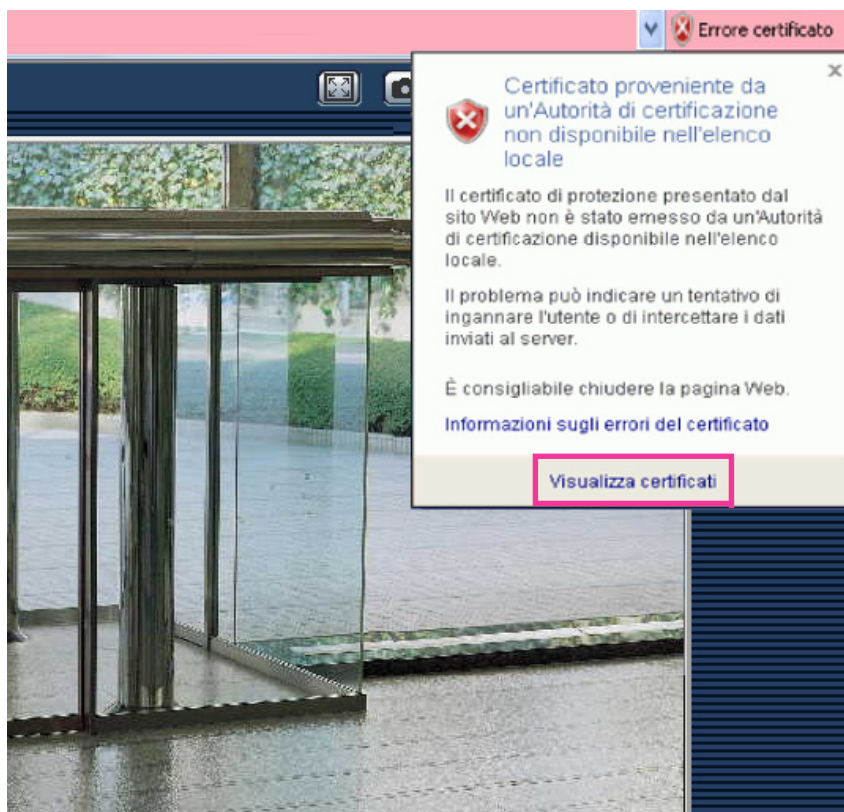 Errore certificato
Certificato proveniente da
un'Autorità di certificazione
non disponibile nell'elenco
locale
Il certificato di protezione presentato dal
sito Web non è stato emesso da un'Autorità
di certificazione disponibile nell'elenco
locale.
Il problema può indicare un tentativo di
ingannare l'utente o di intercettare i dati
inviati al server.
È consigliabile chiudere la pagina Web.
Informazioni sugli errori del certificato
Visualizza certificati